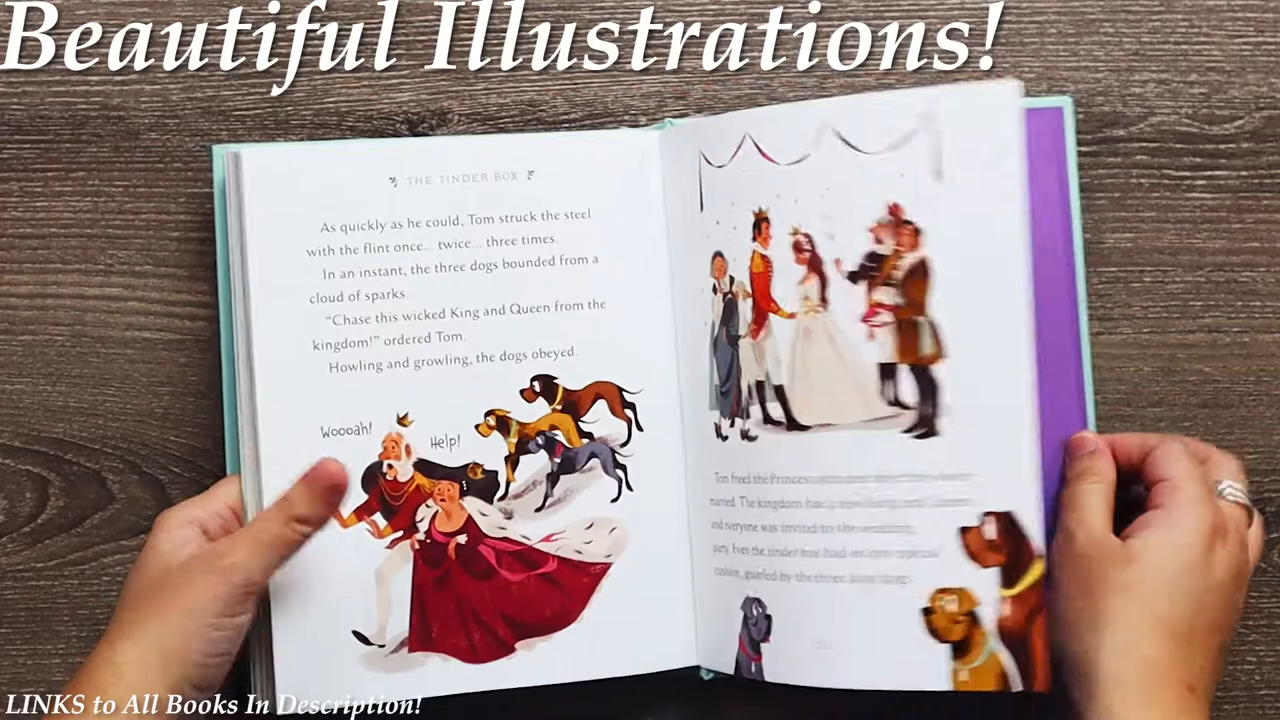 Beautiful Illustrations!
THE TINDER BOX
As quickly as he could, Tom struck the steel
with the flint once... twice... three times.
In an instant, the three dogs bounded from a
cloud of sparks
“Chase this wicked King and Queen from the
kingdom!” ordered Tom.
Howling and growling, the dogs obeyed.
Woooah!
Help!
Tom freed the
married. The kingdom
and everyone was invited to the
party. Even the tinder box had its own special
cushion, guarded by the three
LINKS to All Books In Description!